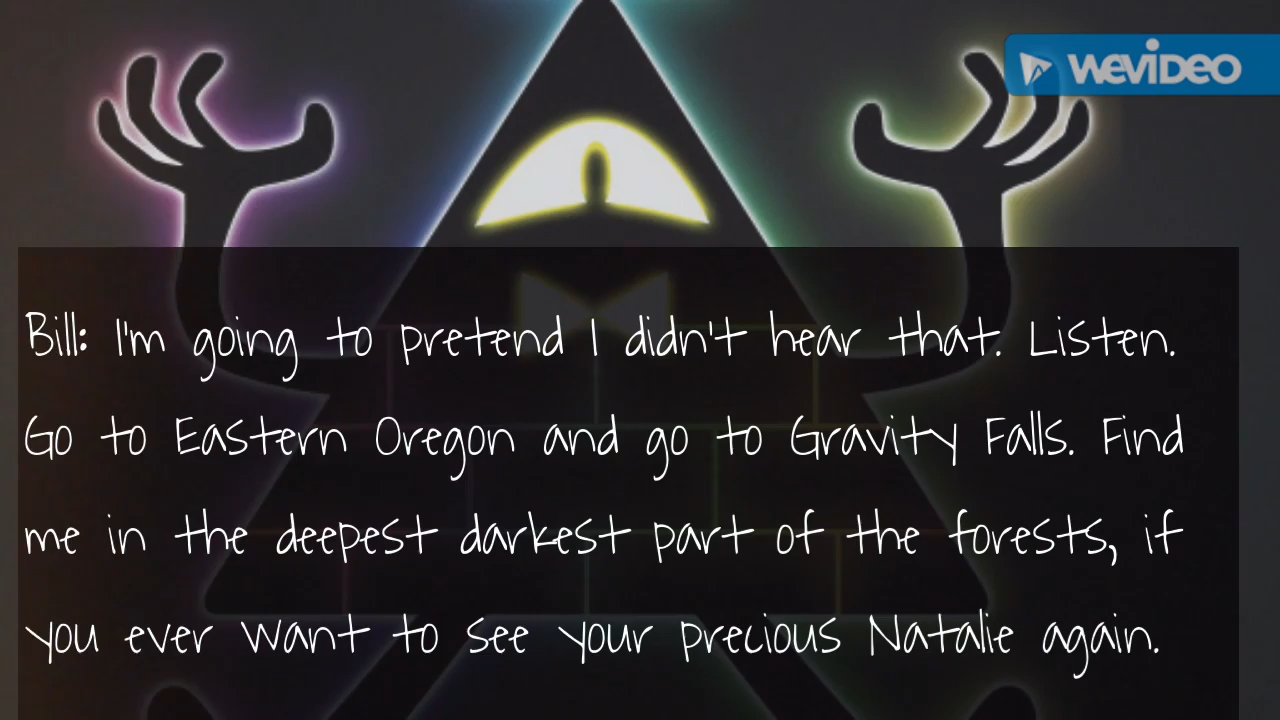 WEVIDEO
Bill: I'm going to pretend I didn't hear that. Listen.
Go to Eastern Oregon and go to Gravity Falls. Find
me in the deepest darkest part of the forests, if
you ever want to see your precious Natalie again.